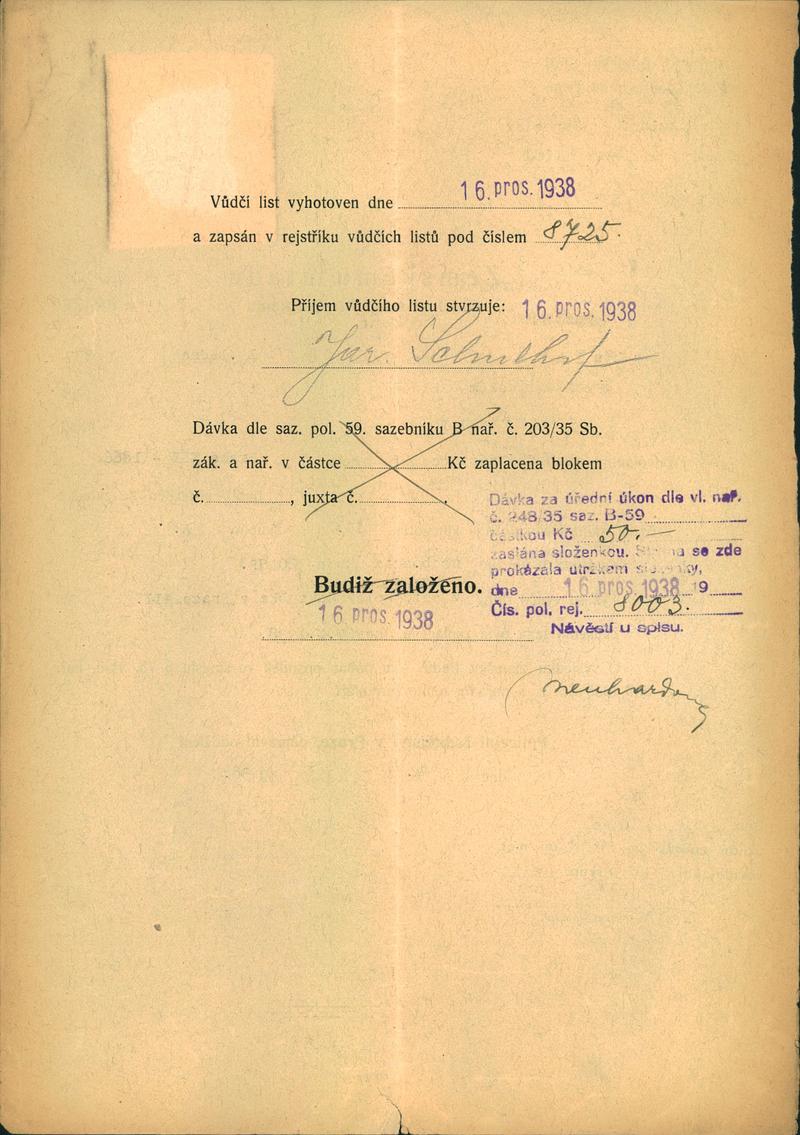 Vůdčí list vyhotoven dne 16. pros. 1938
a zapsán v rejstříku vůdčích listů pod číslem 8725.
Příjem vůdčího listu stvrzuje: 16. pros. 1938
Jar.
Dávka dle saz. pol. 59. sazebníku B nař. č. 203/35 Sb.
zák. a nař. v částce Kč zaplacena blokem
č. , juxta č. .
Dávka za úřední úkon dle vl. nař.
č. 248/35 saz. B-59
částkou Kč 50.-
zaslána složenkou. se zde
prokázala útržkem
dne 16. pros. 1938 19
Čís. pol. rej. 8003.
Návěstí u spisu.
Budiž založeno.
16. pros. 1938